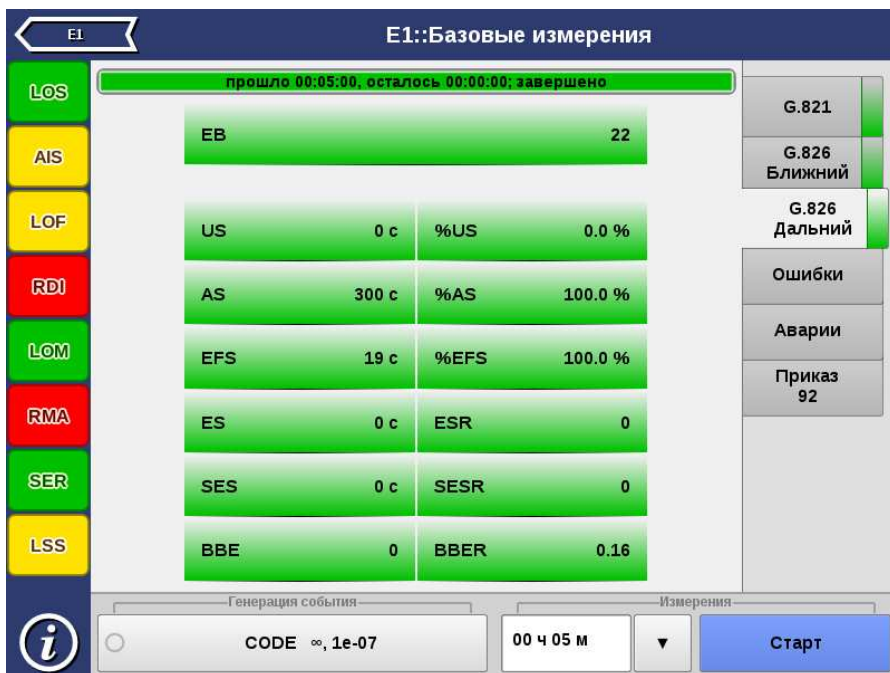 E1
E1::Базовые измерения
LOS
AIS
LOF
RDI
LOM
RMA
SER
LSS
прошло 00:05:00, осталось 00:00:00; завершено
EB 22
US 0 с %US 0.0 %
AS 300 с %AS 100.0 %
EFS 19 с %EFS 100.0 %
ES 0 с ESR 0
SES 0 с SESR 0
BBE 0 BBER 0.16
G.821
G.826
Ближний
G.826
Дальний
Ошибки
Аварии
Приказ
92
Генерация события
CODE ∞, 1e-07
Измерения
00 ч 05 м
Старт
i